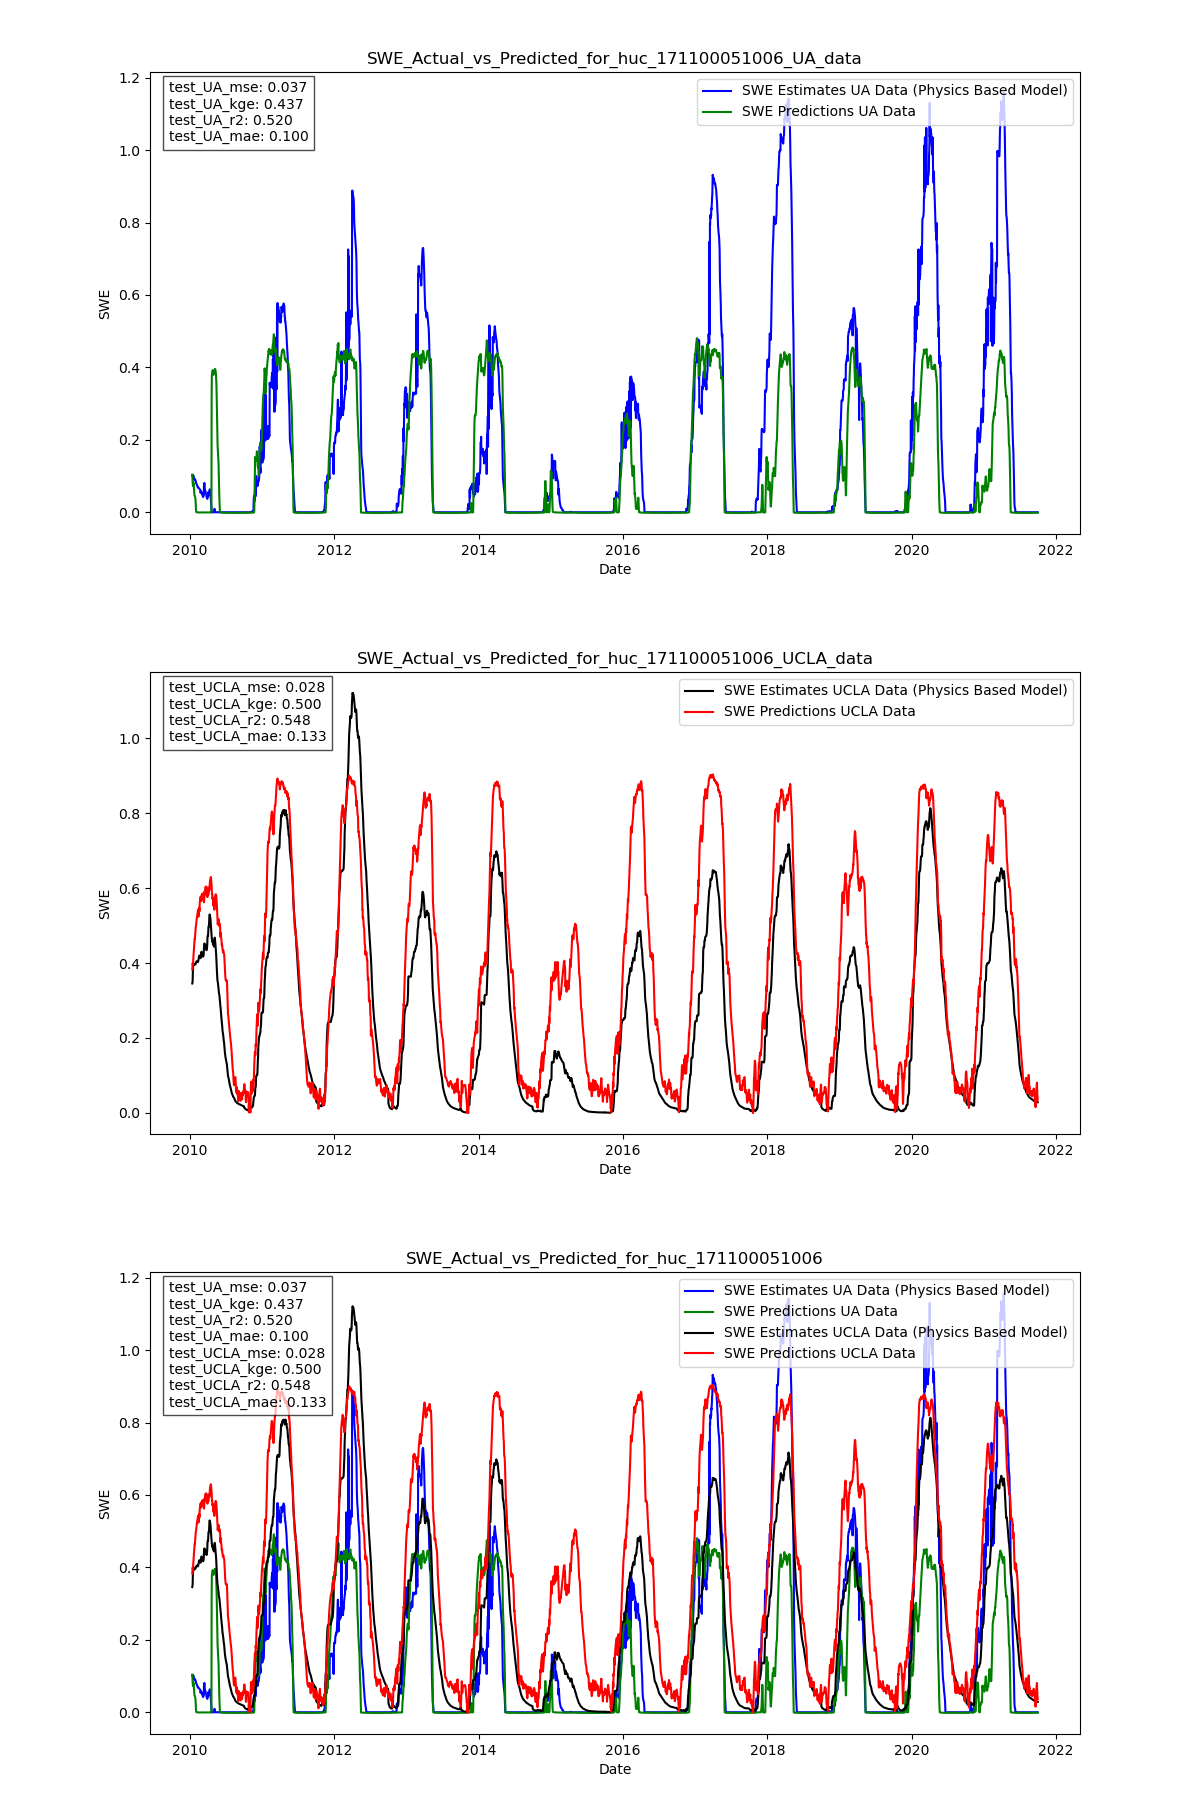 SWE_Actual_vs_Predicted_for_huc_171100051006_UA_data
test_UA_mse: 0.037
test_UA_kge: 0.437
test_UA_r2: 0.520
test_UA_mae: 0.100
SWE Estimates UA Data (Physics Based Model)
SWE Predictions UA Data
1.2
1.0
0.8
0.6
0.4
0.2
0.0
SWE
2010 2012 2014 2016 2018 2020 2022
Date
SWE_Actual_vs_Predicted_for_huc_171100051006_UCLA_data
test_UCLA_mse: 0.028
test_UCLA_kge: 0.500
test_UCLA_r2: 0.548
test_UCLA_mae: 0.133
SWE Estimates UCLA Data (Physics Based Model)
SWE Predictions UCLA Data
1.0
0.8
0.6
0.4
0.2
0.0
SWE
2010 2012 2014 2016 2018 2020 2022
Date
SWE_Actual_vs_Predicted_for_huc_171100051006
test_UA_mse: 0.037
test_UA_kge: 0.437
test_UA_r2: 0.520
test_UA_mae: 0.100
test_UCLA_mse: 0.028
test_UCLA_kge: 0.500
test_UCLA_r2: 0.548
test_UCLA_mae: 0.133
SWE Estimates UA Data (Physics Based Model)
SWE Predictions UA Data
SWE Estimates UCLA Data (Physics Based Model)
SWE Predictions UCLA Data
1.2
1.0
0.8
0.6
0.4
0.2
0.0
SWE
2010 2012 2014 2016 2018 2020 2022
Date